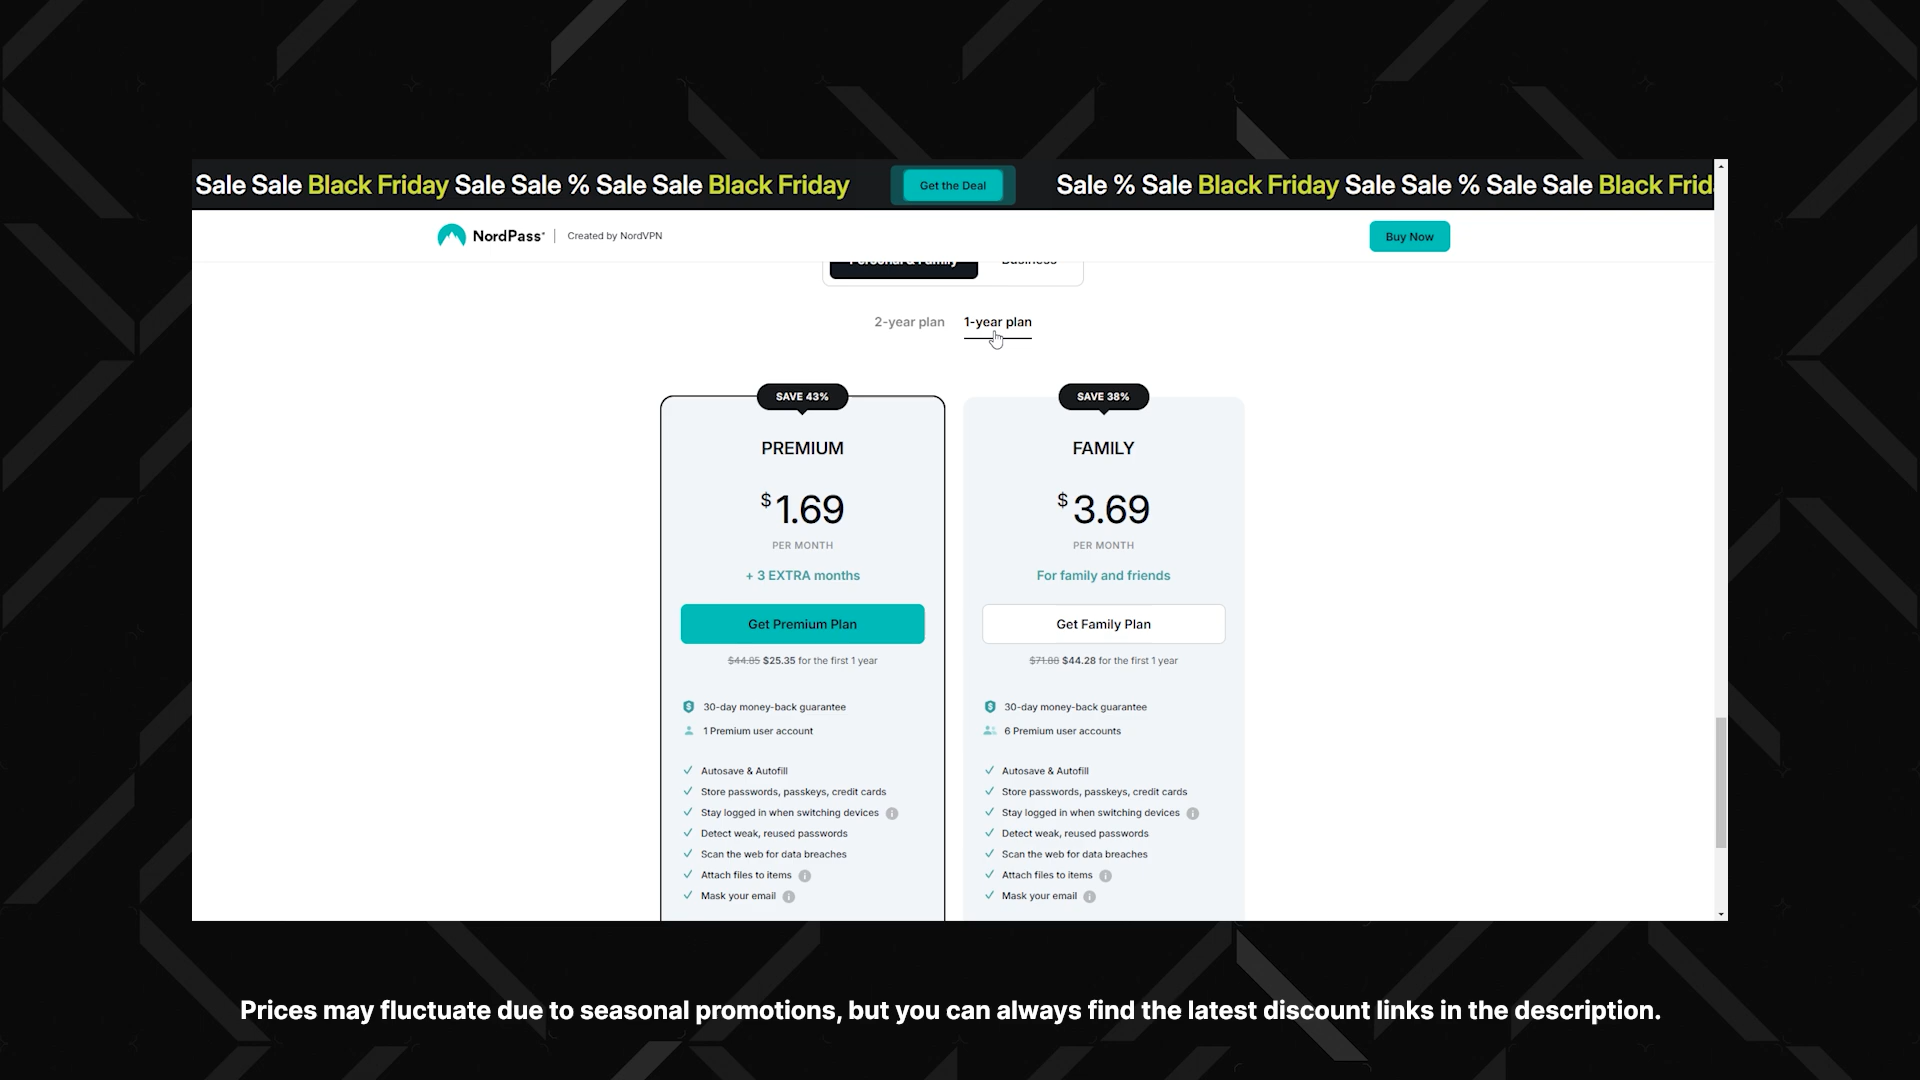 Sale Sale Black Friday Sale Sale % Sale Sale Black Friday
Get the Deal
Sale % Sale Black Friday Sale Sale % Sale Sale Black Frid
NordPass®
Created by NordVPN
Buy Now
Personal & Family
Business
2-year plan
1-year plan
SAVE 43%
PREMIUM
$1.69
PER MONTH
+ 3 EXTRA months
Get Premium Plan
$44.85 $25.35 for the first 1 year
30-day money-back guarantee
1 Premium user account
Autosave & Autofill
Store passwords, passkeys, credit cards
Stay logged in when switching devices
Detect weak, reused passwords
Scan the web for data breaches
Attach files to items
Mask your email
SAVE 38%
FAMILY
$3.69
PER MONTH
For family and friends
Get Family Plan
$71.88 $44.28 for the first 1 year
30-day money-back guarantee
6 Premium user accounts
Autosave & Autofill
Store passwords, passkeys, credit cards
Stay logged in when switching devices
Detect weak, reused passwords
Scan the web for data breaches
Attach files to items
Mask your email
Prices may fluctuate due to seasonal promotions, but you can always find the latest discount links in the description.